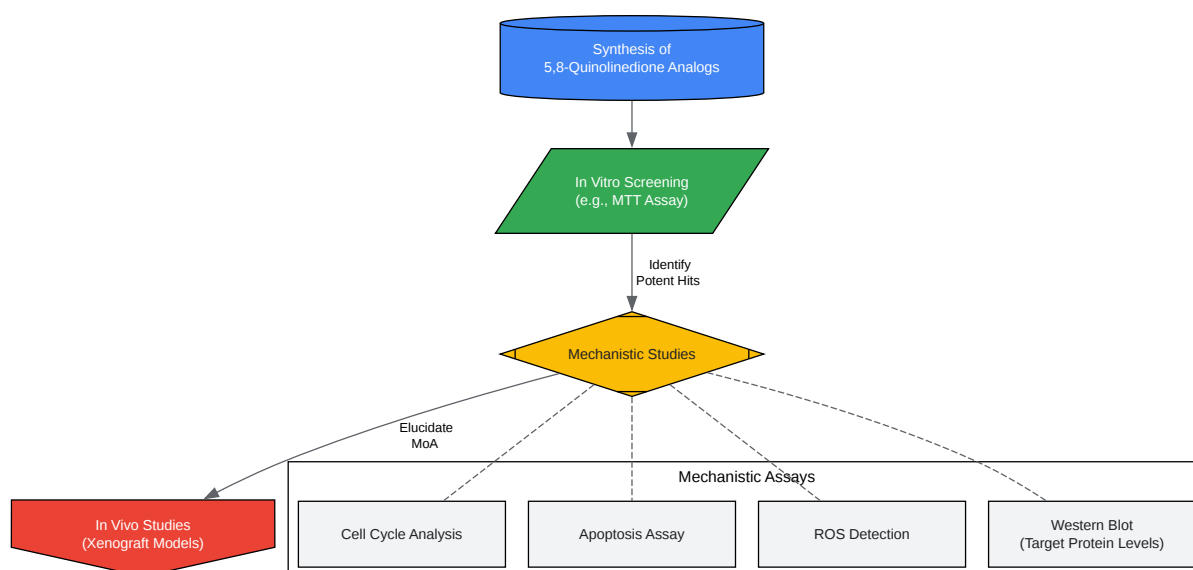 Synthesis of
5,8-Quinolinedione Analogs
In Vitro Screening
(e.g., MTT Assay)
Identify
Potent Hits
Mechanistic Studies
Elucidate
MoA
Mechanistic Assays
In Vivo Studies
(Xenograft Models)
Cell Cycle Analysis
Apoptosis Assay
ROS Detection
Western Blot
(Target Protein Levels)